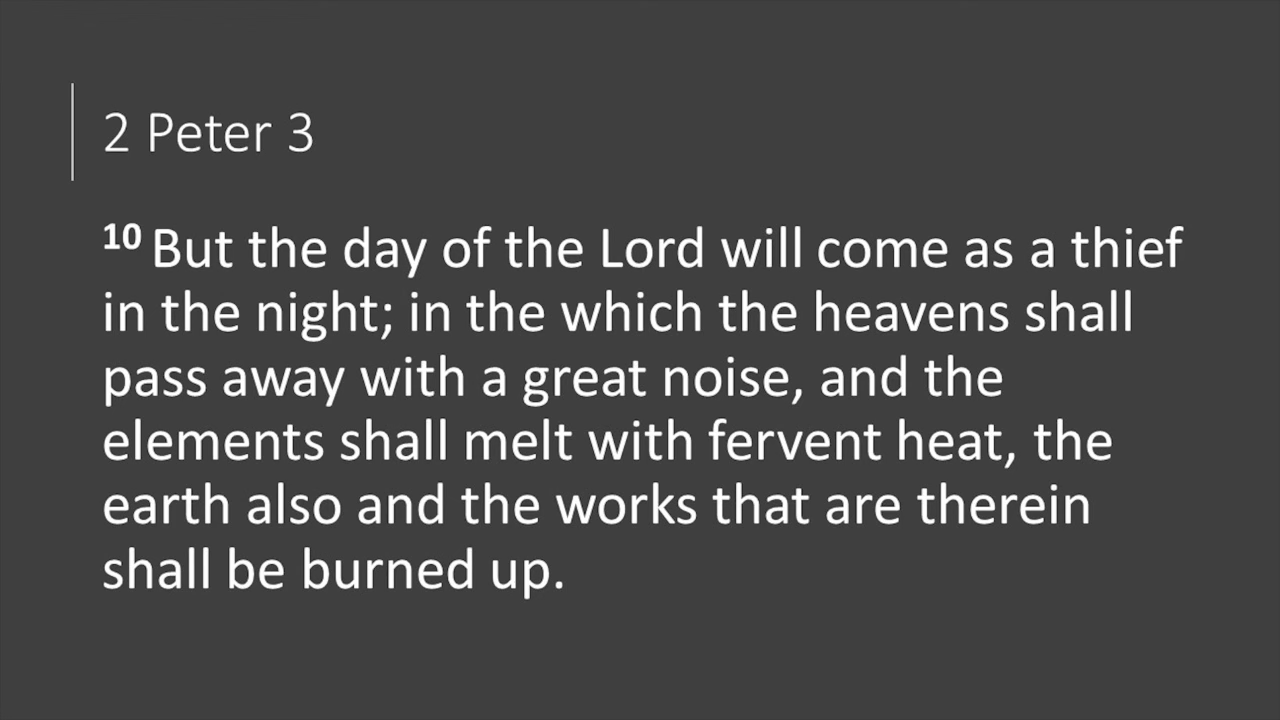 2 Peter 3
10 But the day of the Lord will come as a thief
in the night; in the which the heavens shall
pass away with a great noise, and the
elements shall melt with fervent heat, the
earth also and the works that are therein
shall be burned up.